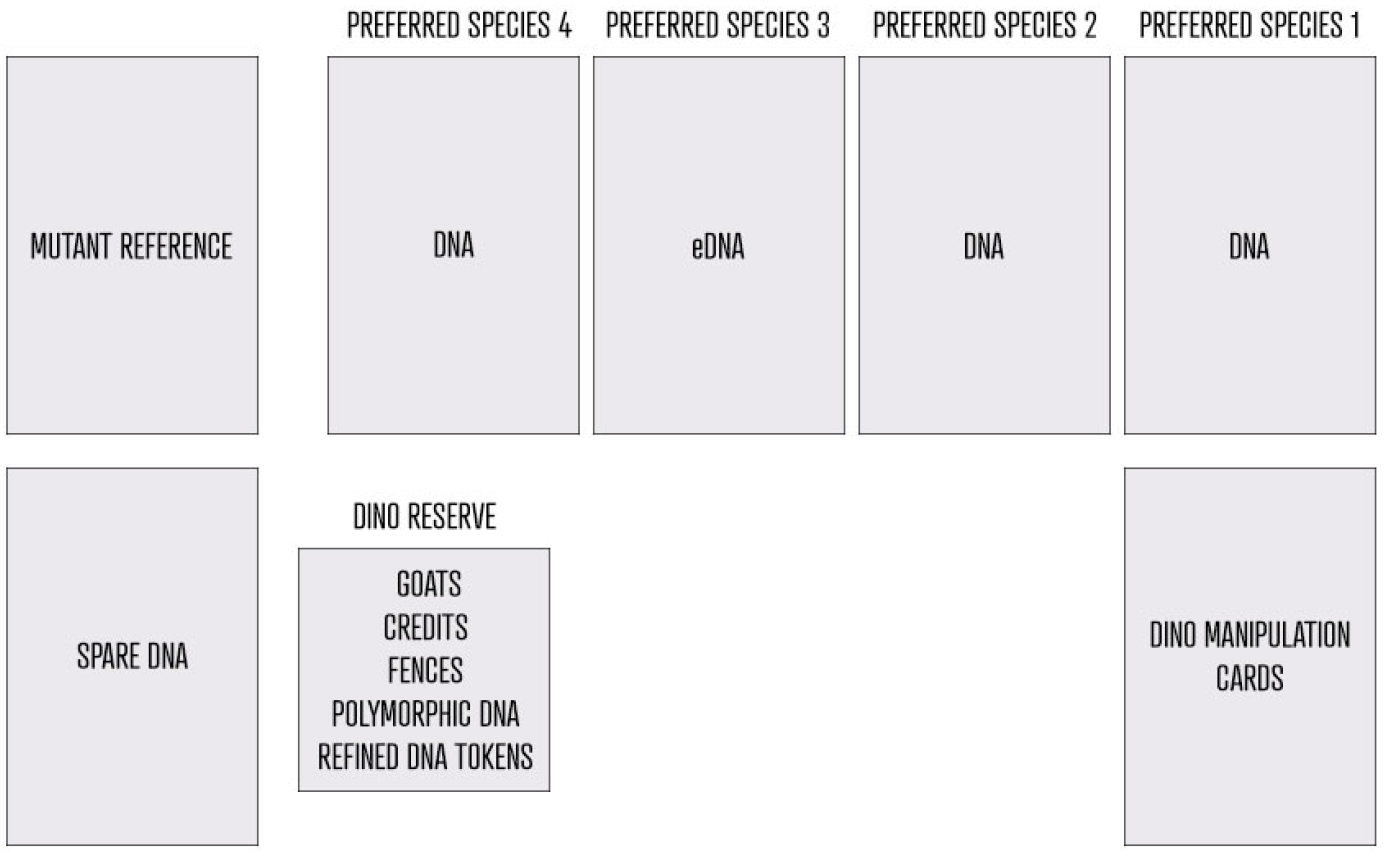 PREFERRED SPECIES 4
PREFERRED SPECIES 3
PREFERRED SPECIES 2
PREFERRED SPECIES 1
MUTANT REFERENCE
DNA
eDNA
DNA
DNA
SPARE DNA
DINO RESERVE
GOATS
CREDITS
FENCES
POLYMORPHIC DNA
REFINED DNA TOKENS
DINO MANIPULATION
CARDS